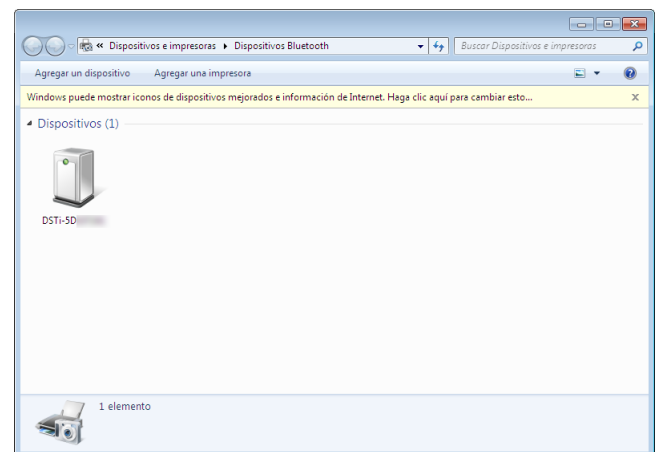 « Dispositivos e impresoras ▸ Dispositivos Bluetooth Buscar Dispositivos e impresoras
Agregar un dispositivo Agregar una impresora
Windows puede mostrar iconos de dispositivos mejorados e información de Internet. Haga clic aquí para cambiar esto... x
Dispositivos (1)
DSTi-5D
1 elemento